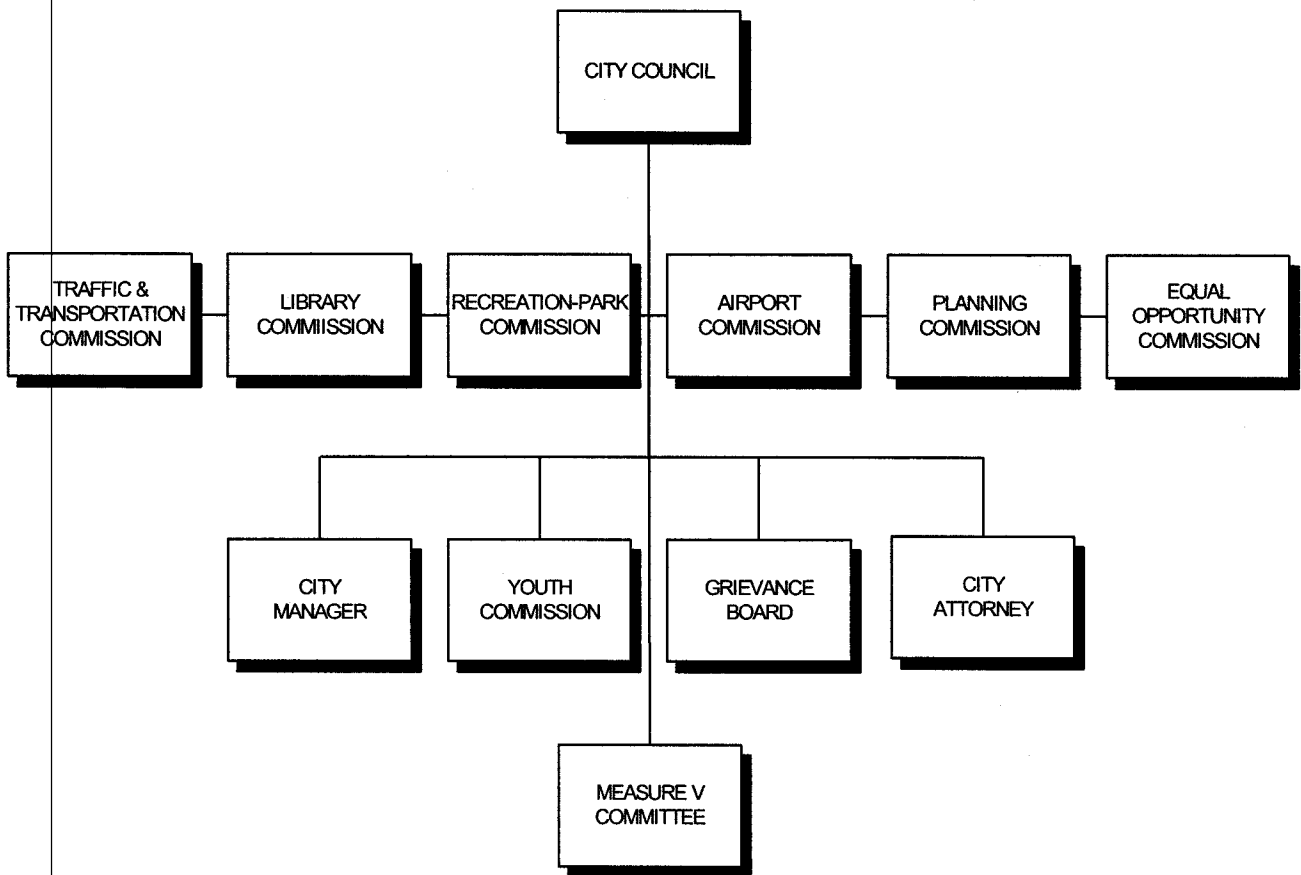 CITY COUNCIL
TRAFFIC &
TRANSPORTATION
COMMISSION
LIBRARY
COMMIISSION
RECREATION-PARK
COMMISSION
AIRPORT
COMMISSION
PLANNING
COMMISSION
EQUAL
OPPORTUNITY
COMMISSION
CITY
MANAGER
YOUTH
COMMISSION
GRIEVANCE
BOARD
CITY
ATTORNEY
MEASURE V
COMMITTEE